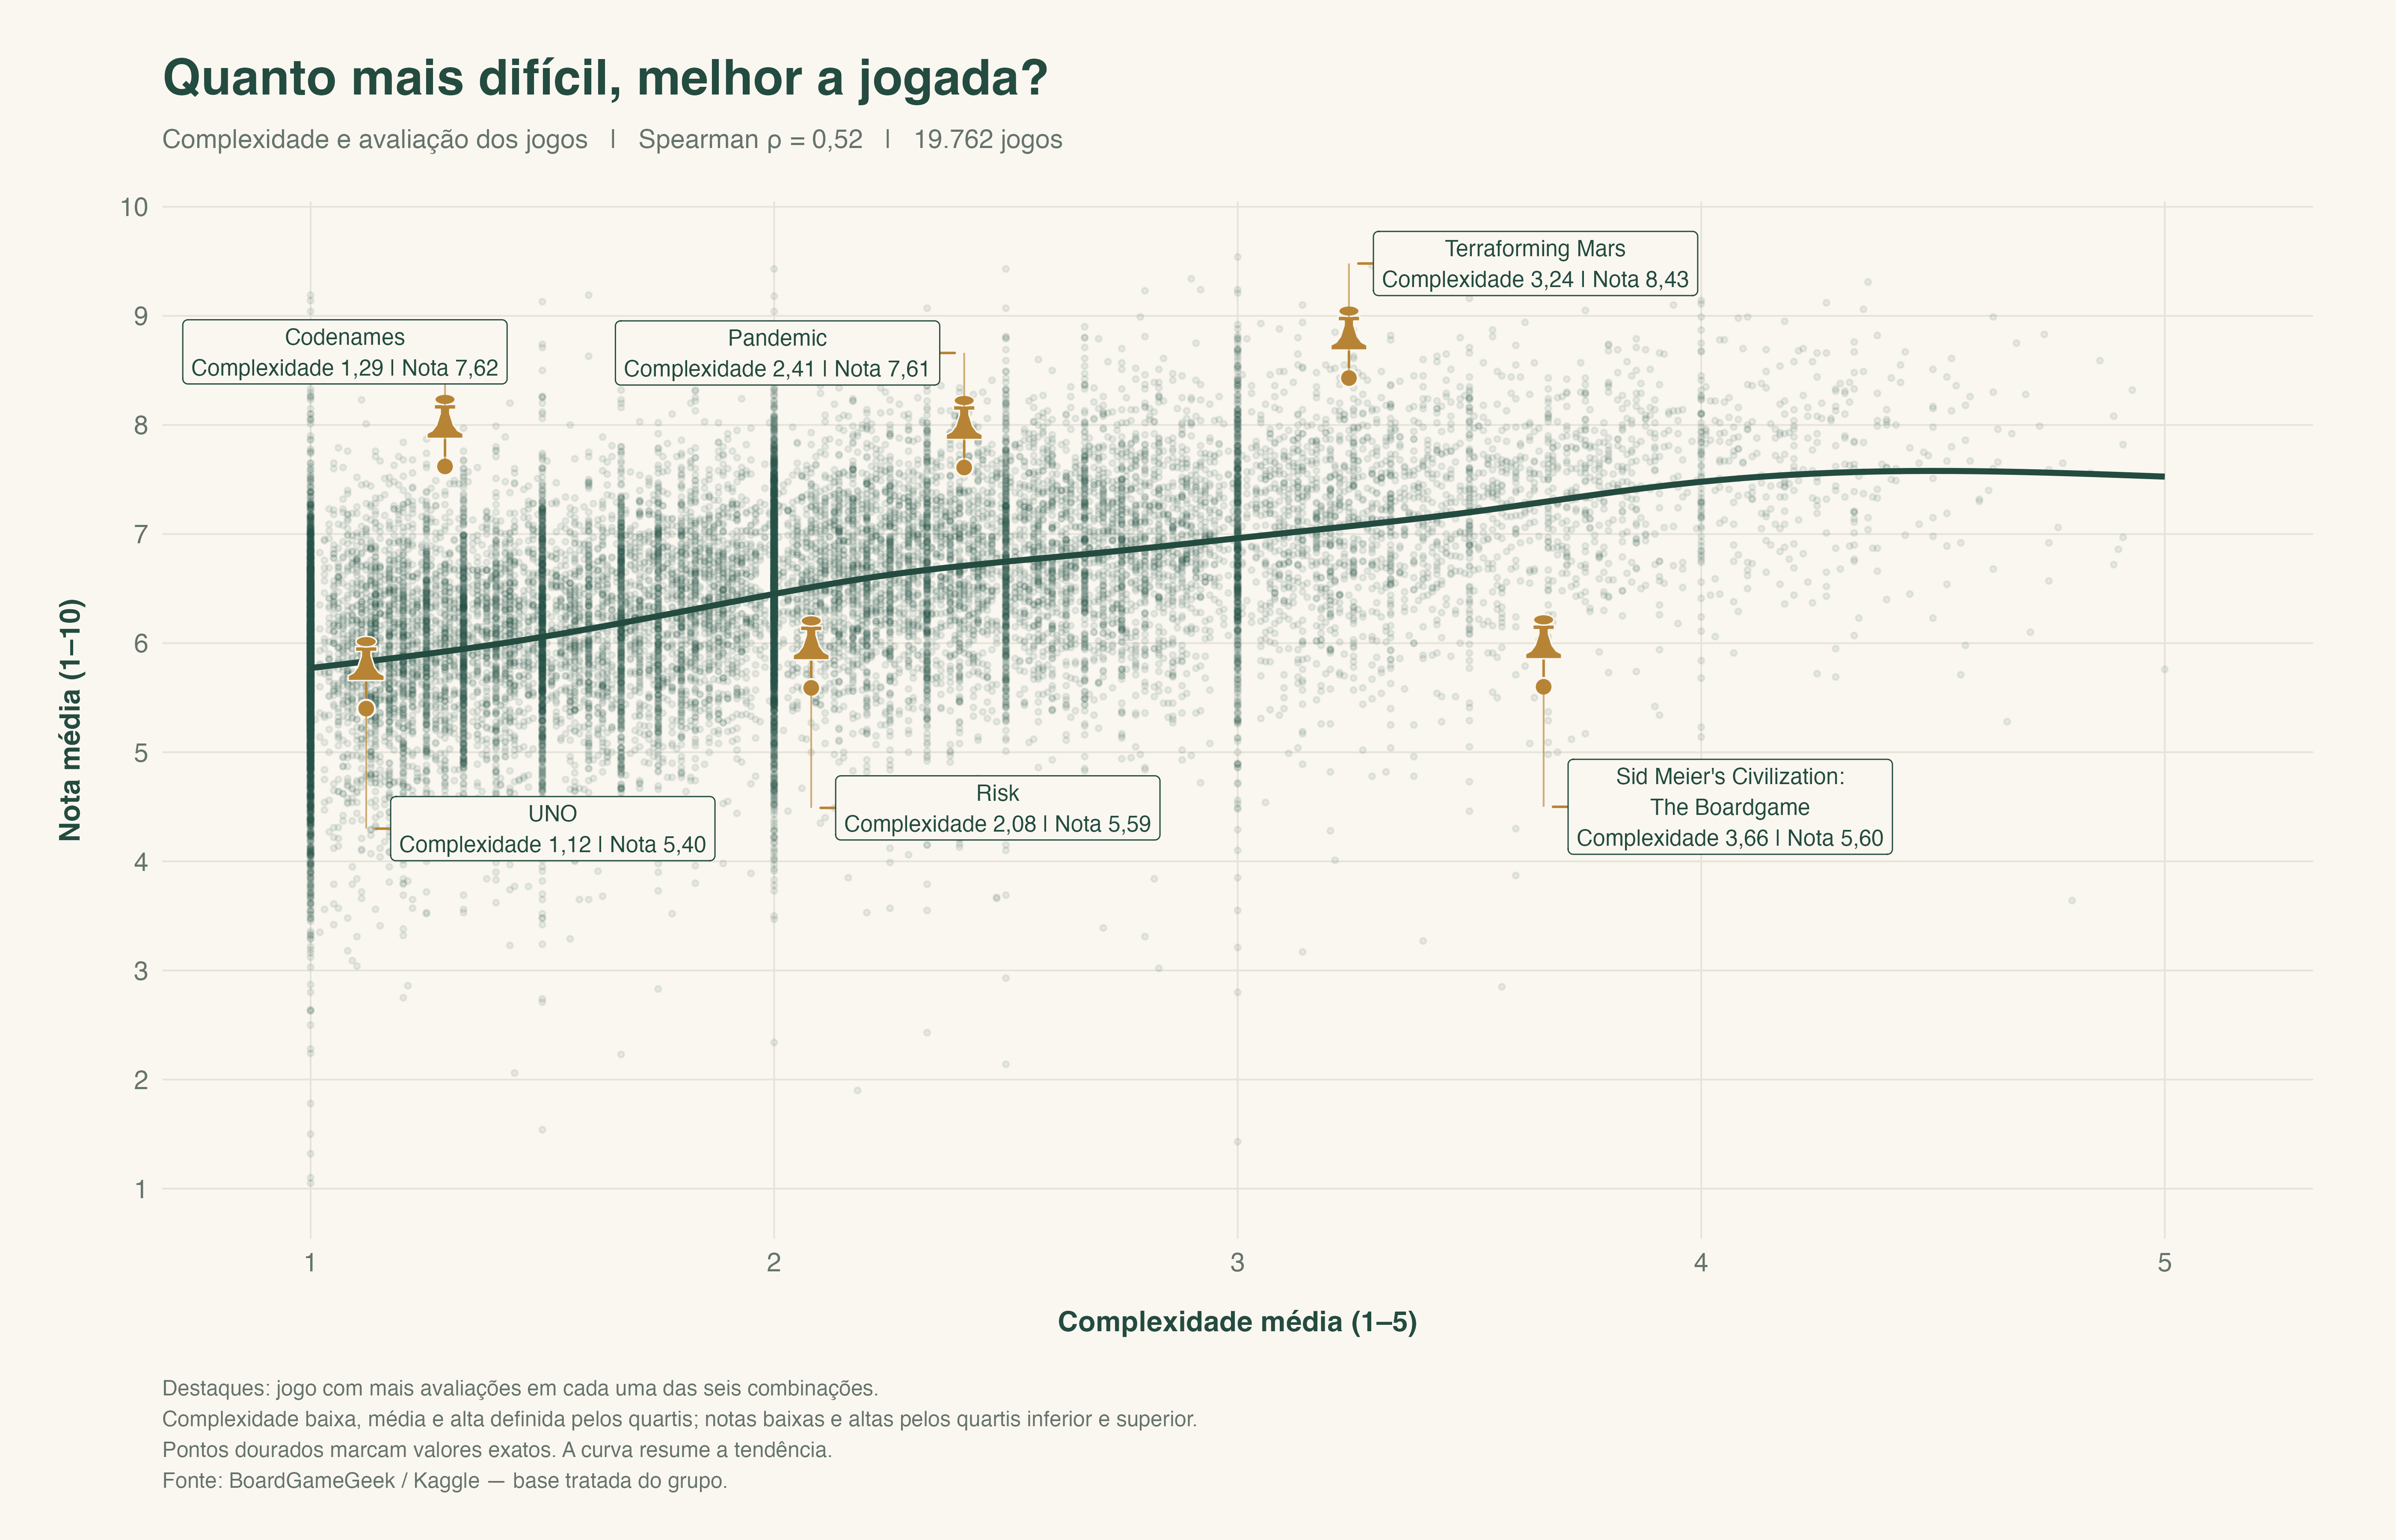 Quanto mais difícil, melhor a jogada?
Complexidade e avaliação dos jogos | Spearman ρ = 0,52 | 19.762 jogos
10
9
8
7
6
5
4
3
2
1
Nota média (1–10)
Terraforming Mars
Complexidade 3,24 | Nota 8,43
Codenames
Complexidade 1,29 | Nota 7,62
Pandemic
Complexidade 2,41 | Nota 7,61
UNO
Complexidade 1,12 | Nota 5,40
Risk
Complexidade 2,08 | Nota 5,59
Sid Meier's Civilization:
The Boardgame
Complexidade 3,66 | Nota 5,60
1
2
3
4
5
Complexidade média (1–5)
Destaques: jogo com mais avaliações em cada uma das seis combinações.
Complexidade baixa, média e alta definida pelos quartis; notas baixas e altas pelos quartis inferior e superior.
Pontos dourados marcam valores exatos. A curva resume a tendência.
Fonte: BoardGameGeek / Kaggle — base tratada do grupo.